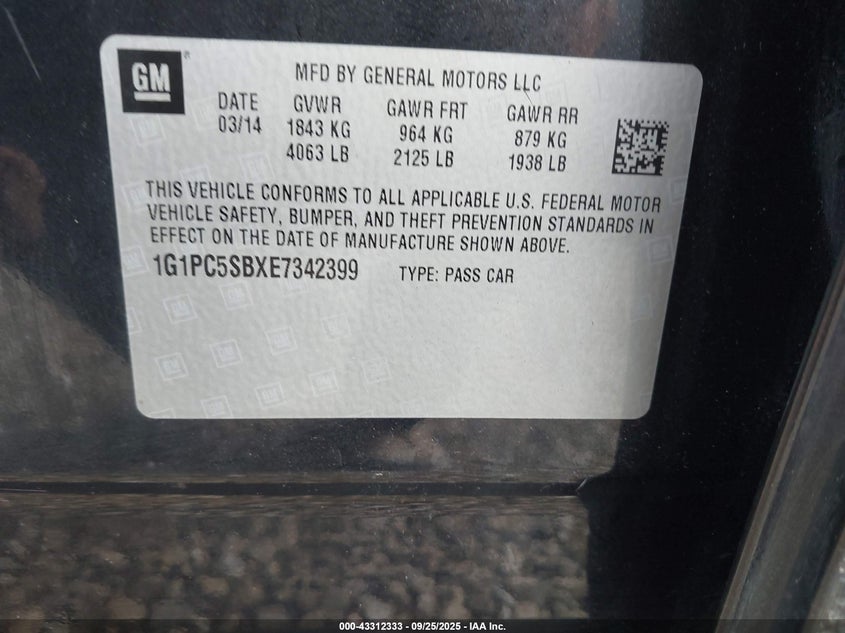 GM
MFD BY GENERAL MOTORS LLC
DATE GVWR GAWR FRT GAWR RR
03/14 1843 KG 964 KG 879 KG
4063 LB 2125 LB 1938 LB
THIS VEHICLE CONFORMS TO ALL APPLICABLE U.S. FEDERAL MOTOR
VEHICLE SAFETY, BUMPER, AND THEFT PREVENTION STANDARDS IN
EFFECT ON THE DATE OF MANUFACTURE SHOWN ABOVE.
1G1PC5SBXE7342399 TYPE: PASS CAR
000-43312333 - 09/25/2025 - IAA Inc.